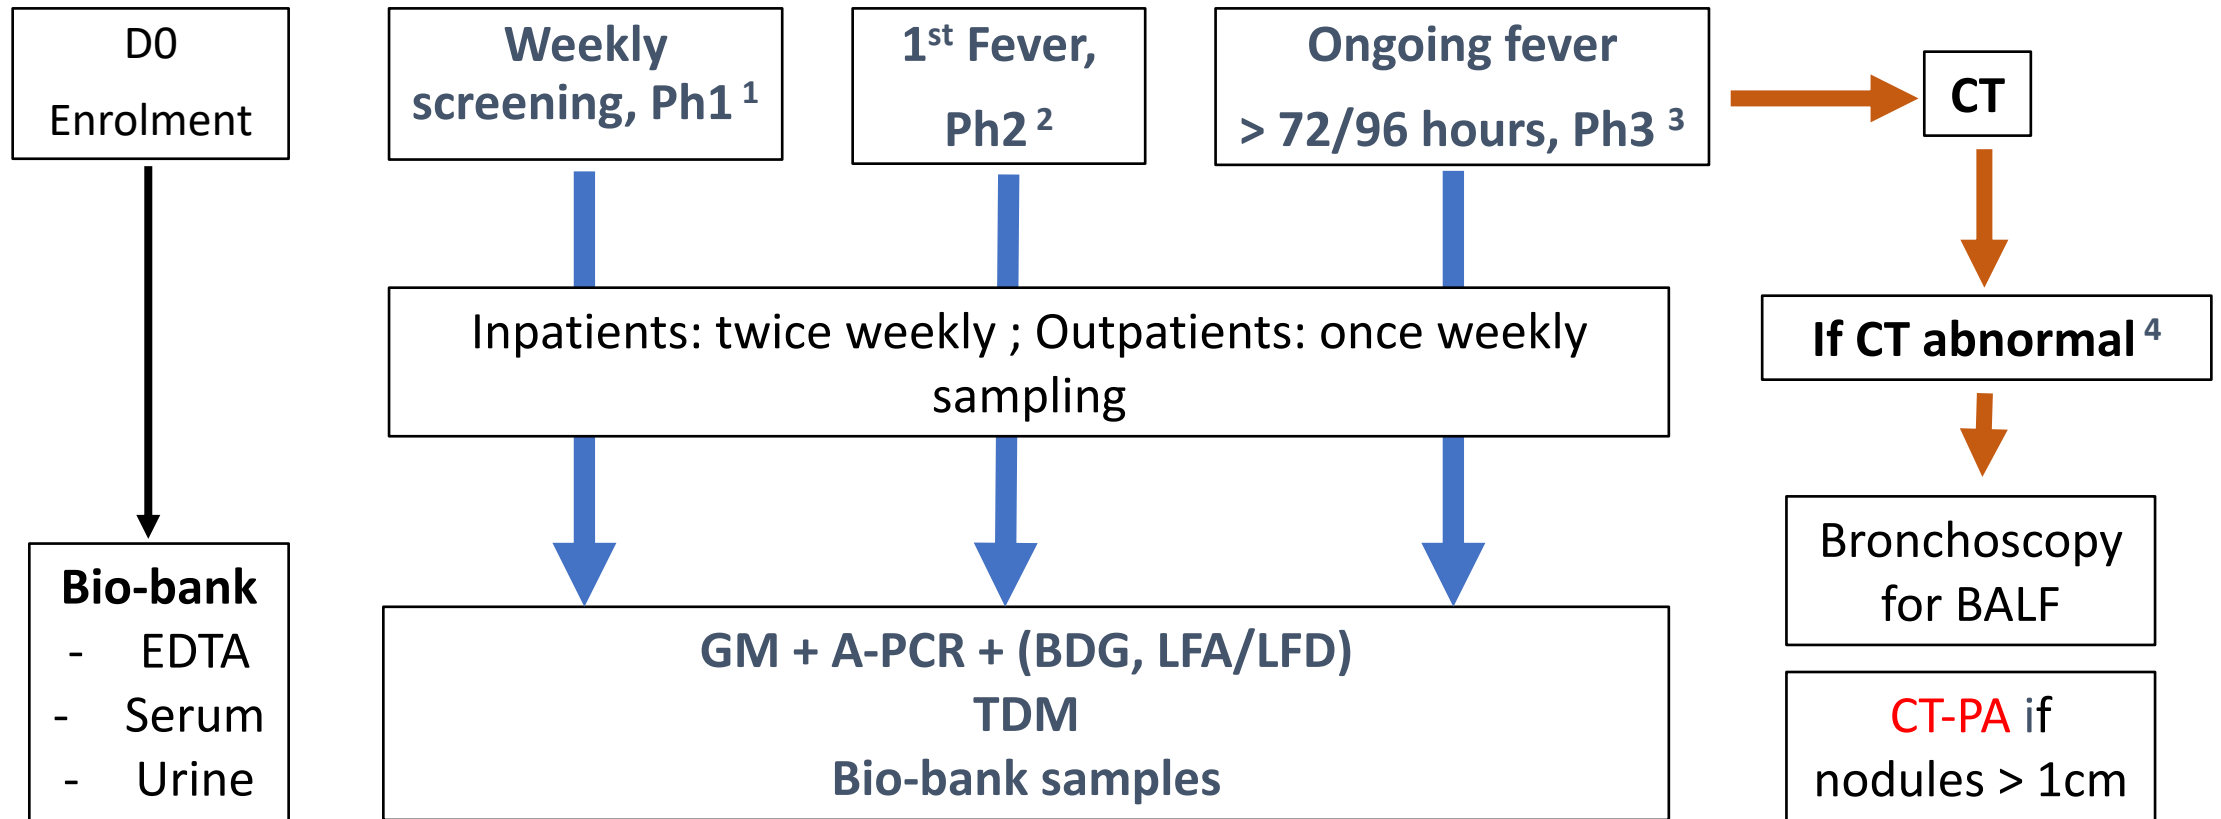 D0
Enrolment
Weekly
screening, Ph1 ¹
1ˢᵗ Fever,
Ph2 ²
Ongoing fever
> 72/96 hours, Ph3 ³
CT
Inpatients: twice weekly ; Outpatients: once weekly
sampling
If CT abnormal ⁴
Bio-bank
- EDTA
- Serum
- Urine
GM + A-PCR + (BDG, LFA/LFD)
TDM
Bio-bank samples
Bronchoscopy
for BALF
CT-PA if
nodules > 1cm